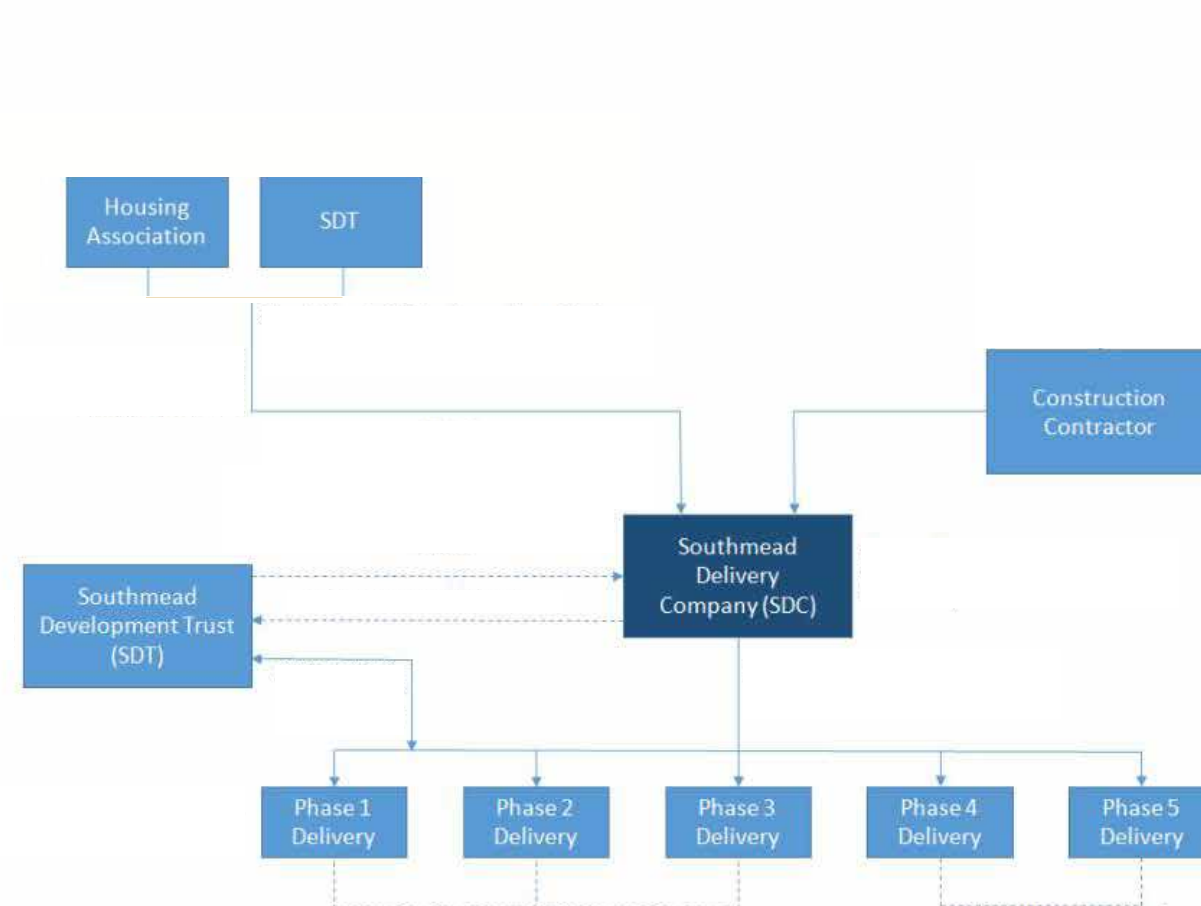 Housing
Association
SDT
Construction
Contractor
Southmead
Delivery
Company (SDC)
Southmead
Development Trust
(SDT)
Phase 1
Delivery
Phase 2
Delivery
Phase 3
Delivery
Phase 4
Delivery
Phase 5
Delivery